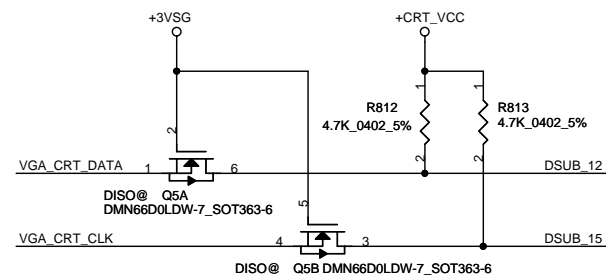 +3VSG
+CRT_VCC
1
1
R812
4.7K_0402_5%
R813
4.7K_0402_5%
2
2
2
VGA_CRT_DATA
1
6
DSUB_12
DISO@ Q5A
DMN66D0LDW-7_SOT363-6
5
VGA_CRT_CLK
4
3
DSUB_15
DISO@ Q5B DMN66D0LDW-7_SOT363-6